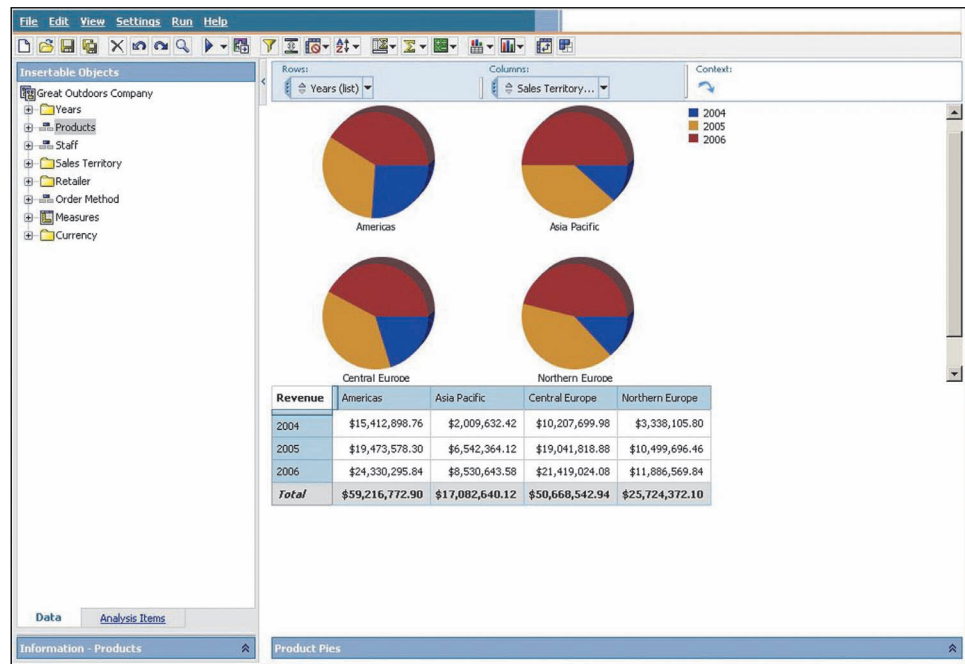 File Edit View Settings Run Help
Insertable Objects
Great Outdoors Company
Years
Products
Staff
Sales Territory
Retailer
Order Method
Measures
Currency
Data Analysis Items
Information - Products
Rows: Columns: Context:
Years (list) Sales Territory...
2004
2005
2006
Americas Asia Pacific
Central Europe Northern Europe
Revenue Americas Asia Pacific Central Europe Northern Europe
2004 $15,412,898.76 $2,009,632.42 $10,207,699.98 $3,338,105.80
2005 $19,473,578.30 $6,542,364.12 $19,041,818.88 $10,499,696.46
2006 $24,330,295.84 $8,530,643.58 $21,419,024.08 $11,886,569.84
Total $59,216,772.90 $17,082,640.12 $50,668,542.94 $25,724,372.10
Product Pies